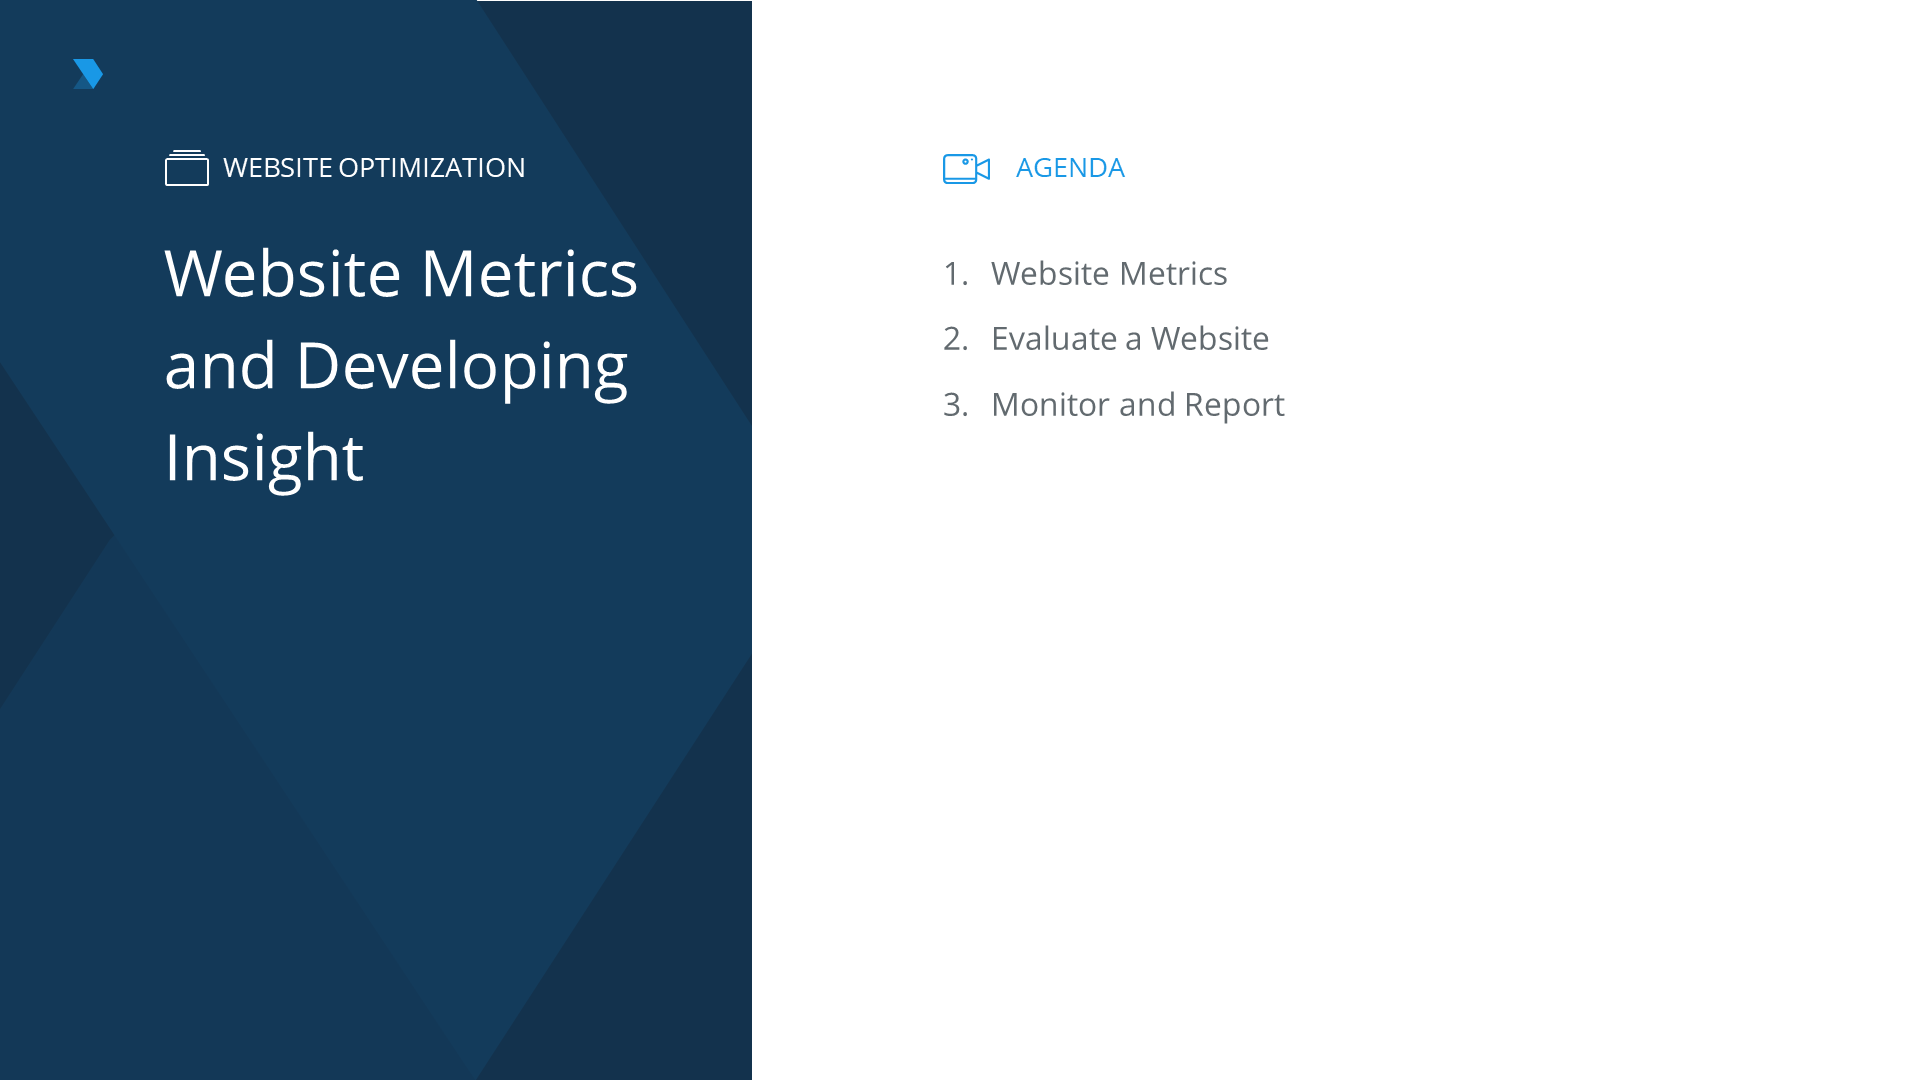 WEBSITE OPTIMIZATION
Website Metrics
and Developing
Insight
AGENDA
1. Website Metrics
2. Evaluate a Website
3. Monitor and Report